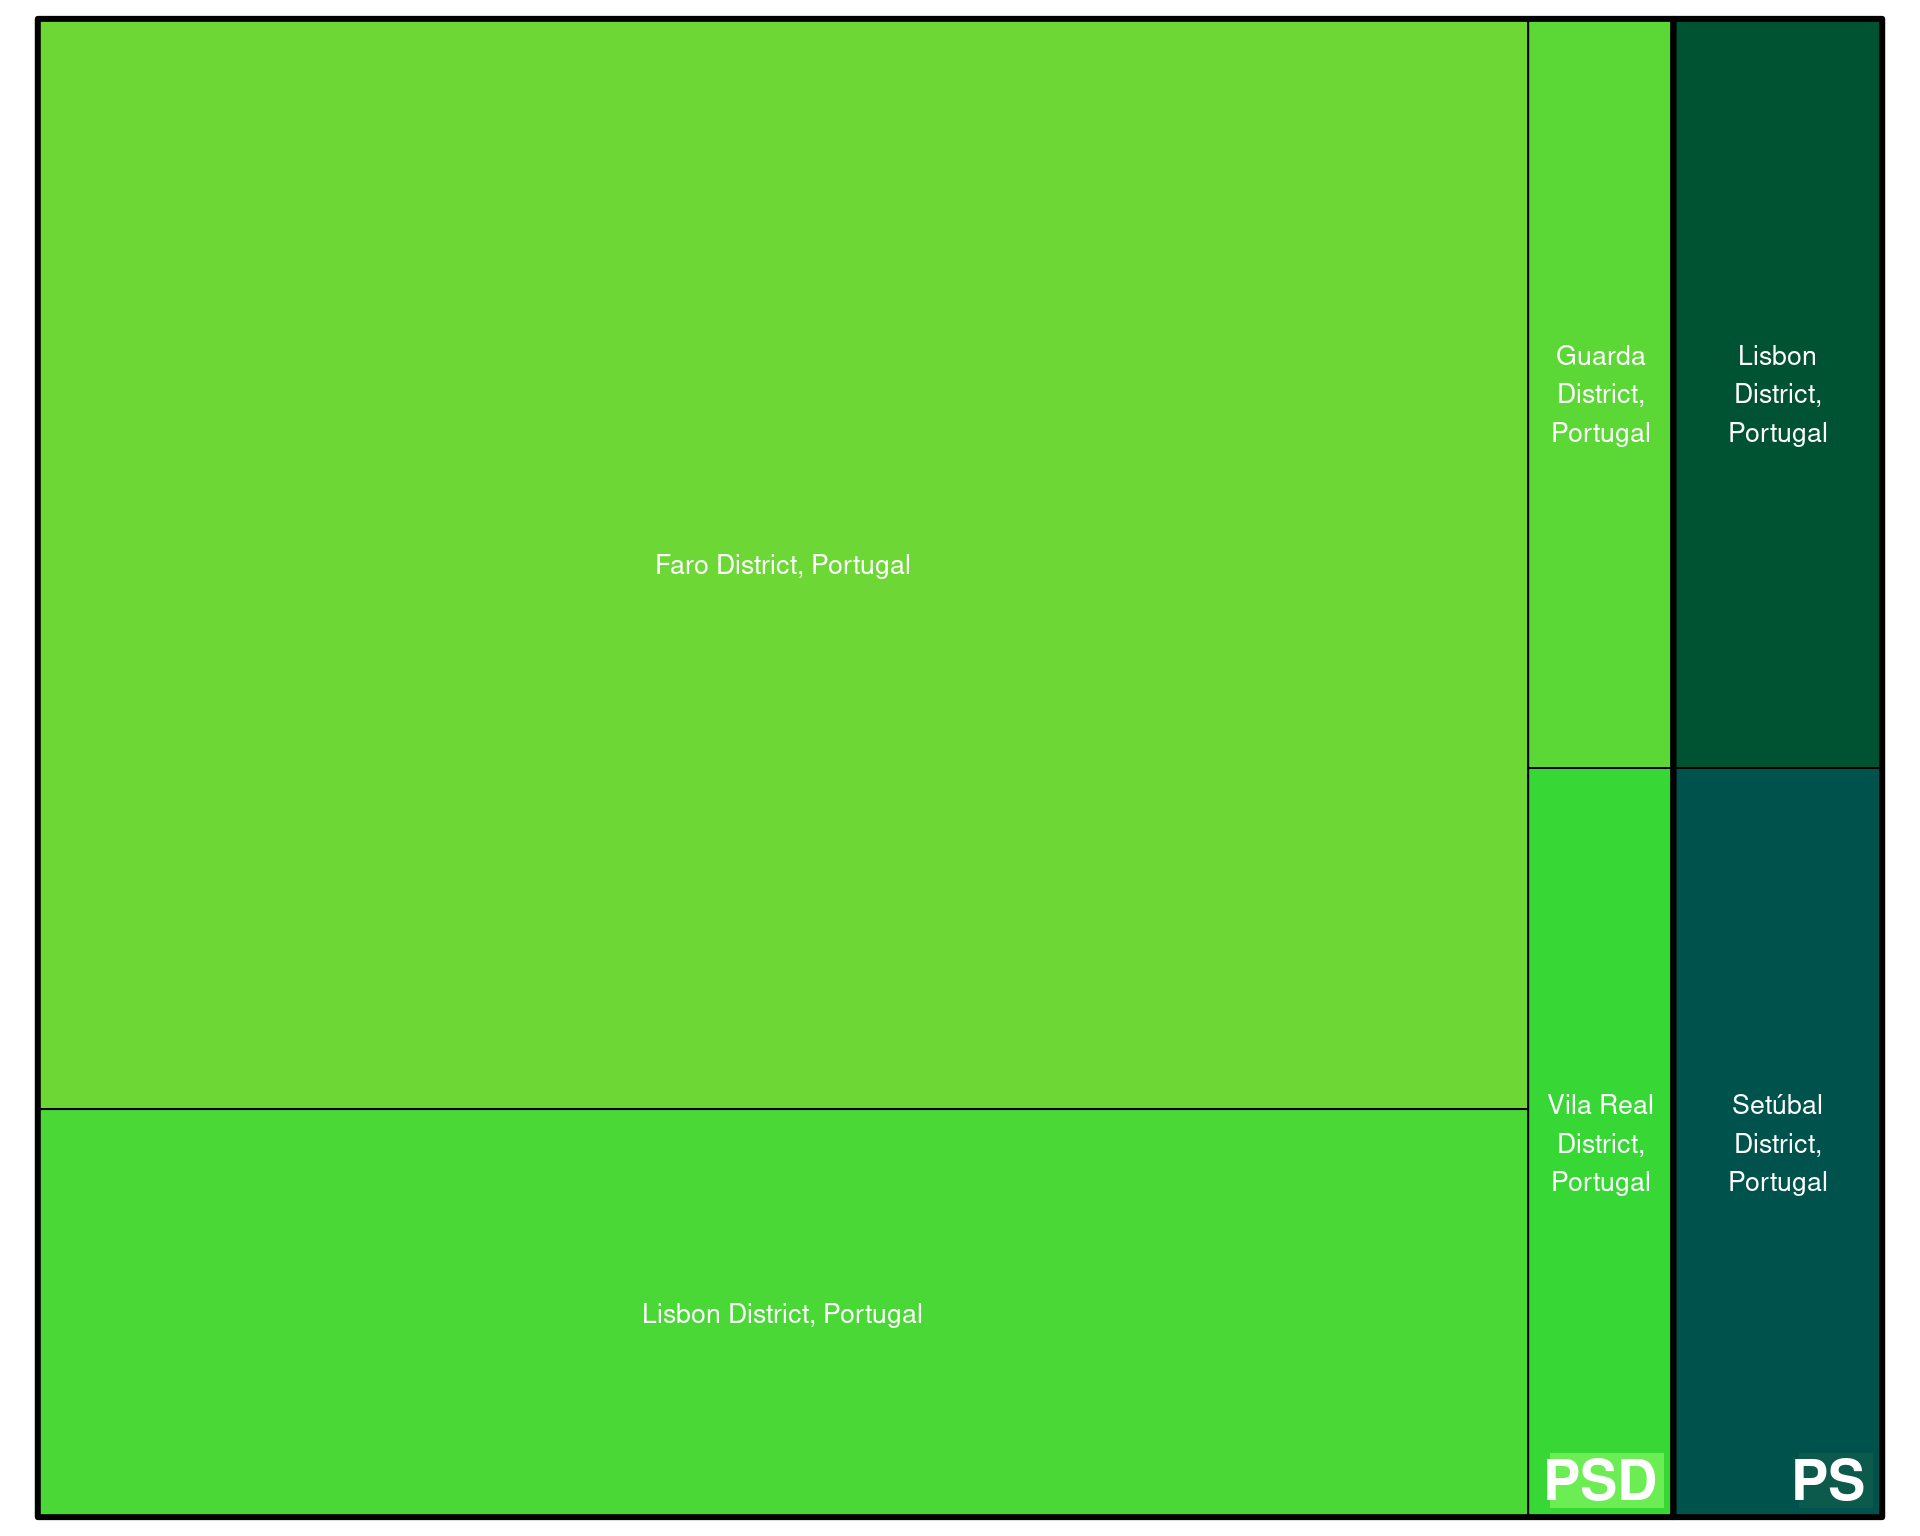 Faro District, Portugal
Lisbon District, Portugal
Guarda
District,
Portugal
Vila Real
District,
Portugal
PSD
Lisbon
District,
Portugal
Setúbal
District,
Portugal
PS